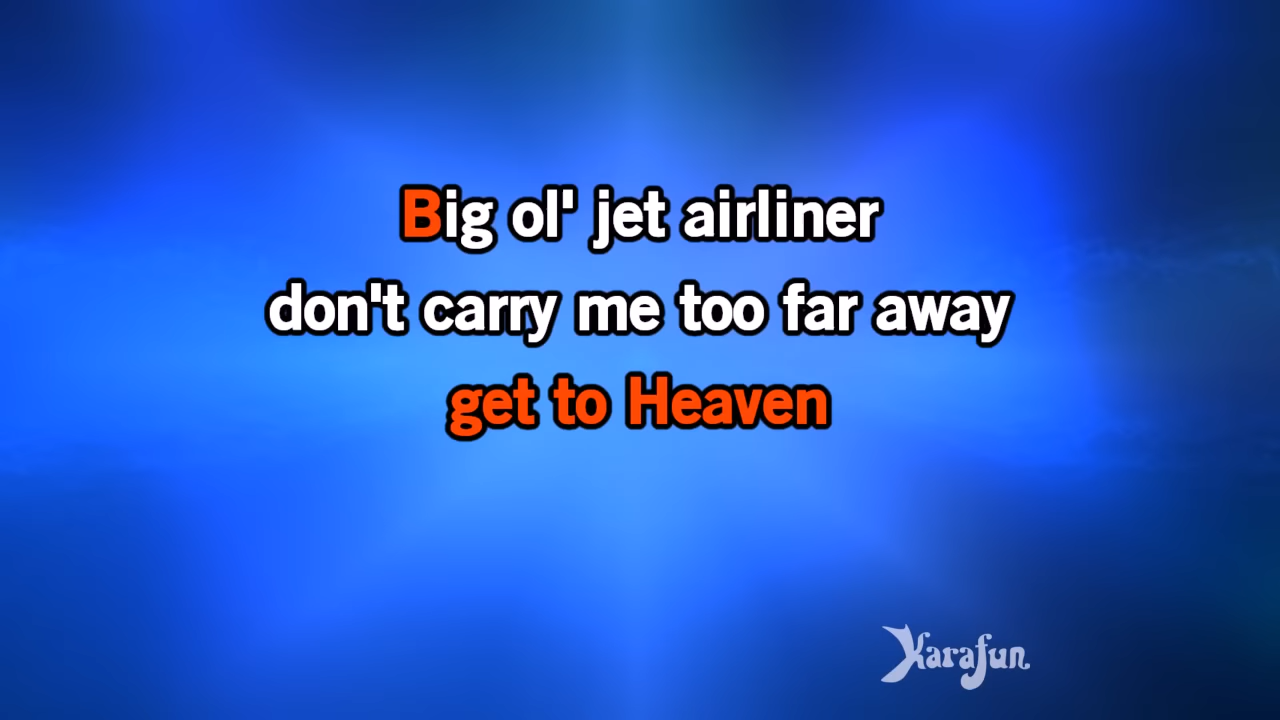 Big ol' jet airliner
don't carry me too far away
get to Heaven
Karafun